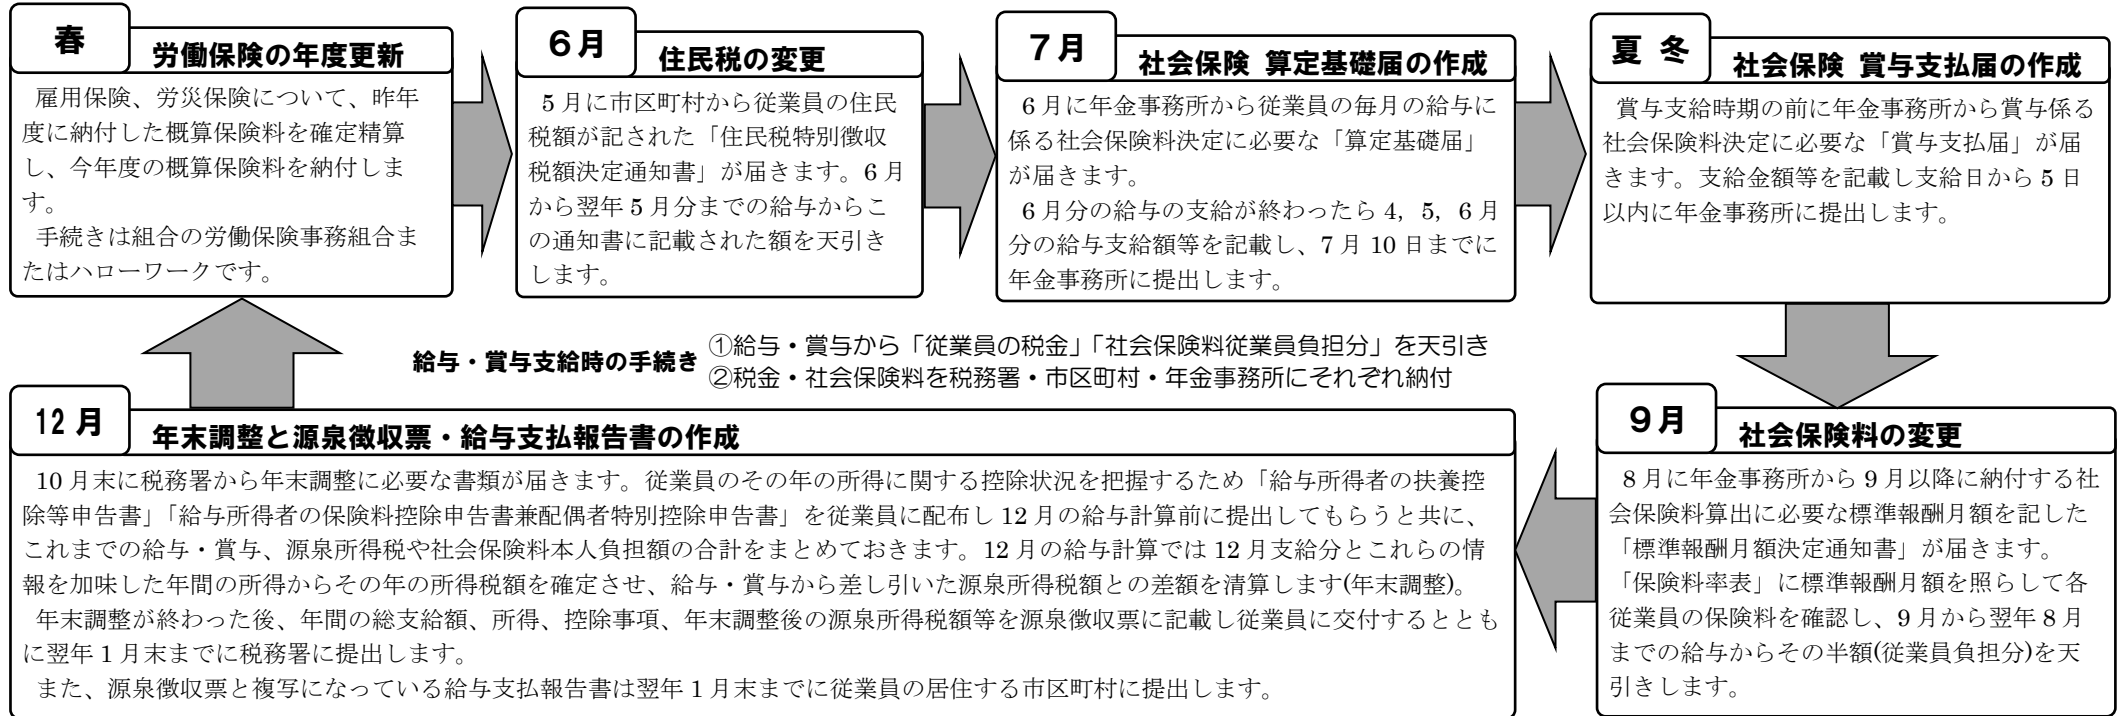 春
労働保険の年度更新
雇用保険、労災保険について、昨年
度に納付した概算保険料を確定精算
し、今年度の概算保険料を納付しま
す。
手続きは組合の労働保険事務組合ま
たはハローワークです。
6月
住民税の変更
5月に市区町村から従業員の住民
税額が記された「住民税特別徴収
税額決定通知書」が届きます。6月
から翌年5月分までの給与からこ
の通知書に記載された額を天引き
します。
7月
社会保険 算定基礎届の作成
6月に年金事務所から従業員の毎月の給与に
係る社会保険料決定に必要な「算定基礎届」
が届きます。
6月分の給与の支給が終わったら4, 5, 6月
分の給与支給額等を記載し、7月10日までに
年金事務所に提出します。
夏 冬
社会保険 賞与支払届の作成
賞与支給時期の前に年金事務所から賞与係る
社会保険料決定に必要な「賞与支払届」が届
きます。支給金額等を記載し支給日から5日
以内に年金事務所に提出します。
給与・賞与支給時の手続き
①給与・賞与から「従業員の税金」「社会保険料従業員負担分」を天引き
②税金・社会保険料を税務署・市区町村・年金事務所にそれぞれ納付
9月
社会保険料の変更
8月に年金事務所から9月以降に納付する社
会保険料算出に必要な標準報酬月額を記した
「標準報酬月額決定通知書」が届きます。
「保険料率表」に標準報酬月額を照らして各
従業員の保険料を確認し、9月から翌年8月
までの給与からその半額(従業員負担分)を天
引きします。
12月
年末調整と源泉徴収票・給与支払報告書の作成
10月末に税務署から年末調整に必要な書類が届きます。従業員のその年の所得に関する控除状況を把握するため「給与所得者の扶養控
除等申告書」「給与所得者の保険料控除申告書兼配偶者特別控除申告書」を従業員に配布し12月の給与計算前に提出してもらうと共に、
これまでの給与・賞与、源泉所得税や社会保険料本人負担額の合計をまとめておきます。12月の給与計算では12月支給分とこれらの情
報を加味した年間の所得からその年の所得税額を確定させ、給与・賞与から差し引いた源泉所得税額との差額を清算します(年末調整)。
年末調整が終わった後、年間の総支給額、所得、控除事項、年末調整後の源泉所得税額等を源泉徴収票に記載し従業員に交付するととも
に翌年1月末までに税務署に提出します。
また、源泉徴収票と複写になっている給与支払報告書は翌年1月末までに従業員の居住する市区町村に提出します。